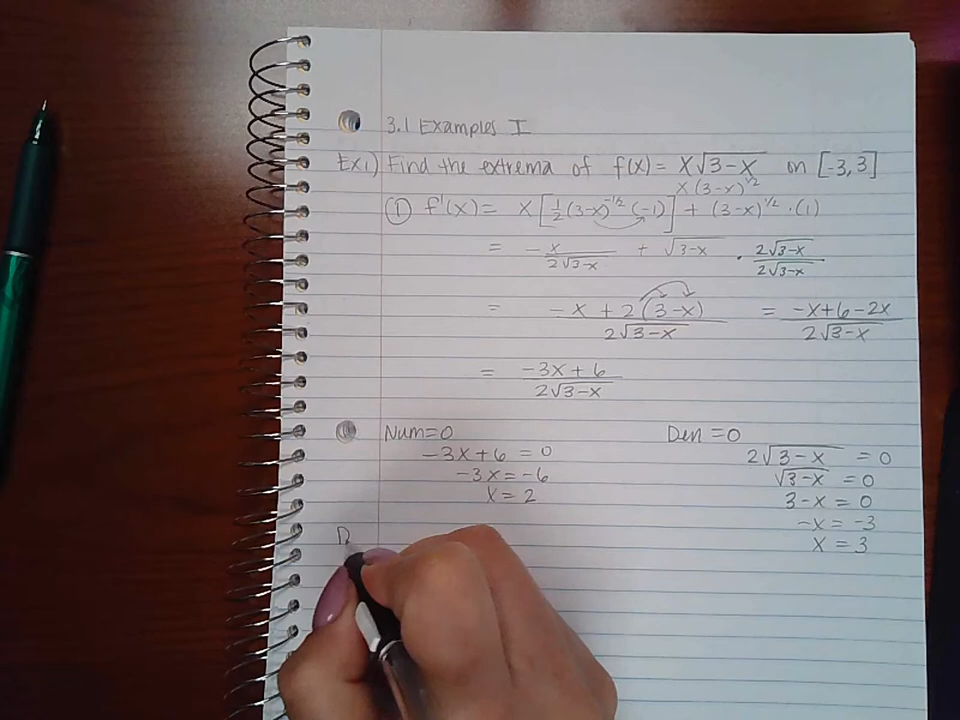 3.1 Examples I
Ex1) Find the extrema of f(x) = x√(3-x) on [-3,3]
x(3-x)^1/2
① f'(x) = x[½(3-x)^-1/2 (-1)] + (3-x)^1/2 · (1)
= -x/(2√(3-x)) + √(3-x) · 2√(3-x)/(2√(3-x))
= (-x + 2(3-x))/(2√(3-x)) = (-x+6-2x)/(2√(3-x))
= (-3x+6)/(2√(3-x))
Num=0
-3x+6 = 0
-3x = -6
x = 2
Den = 0
2√(3-x) = 0
√(3-x) = 0
3-x = 0
-x = -3
x = 3